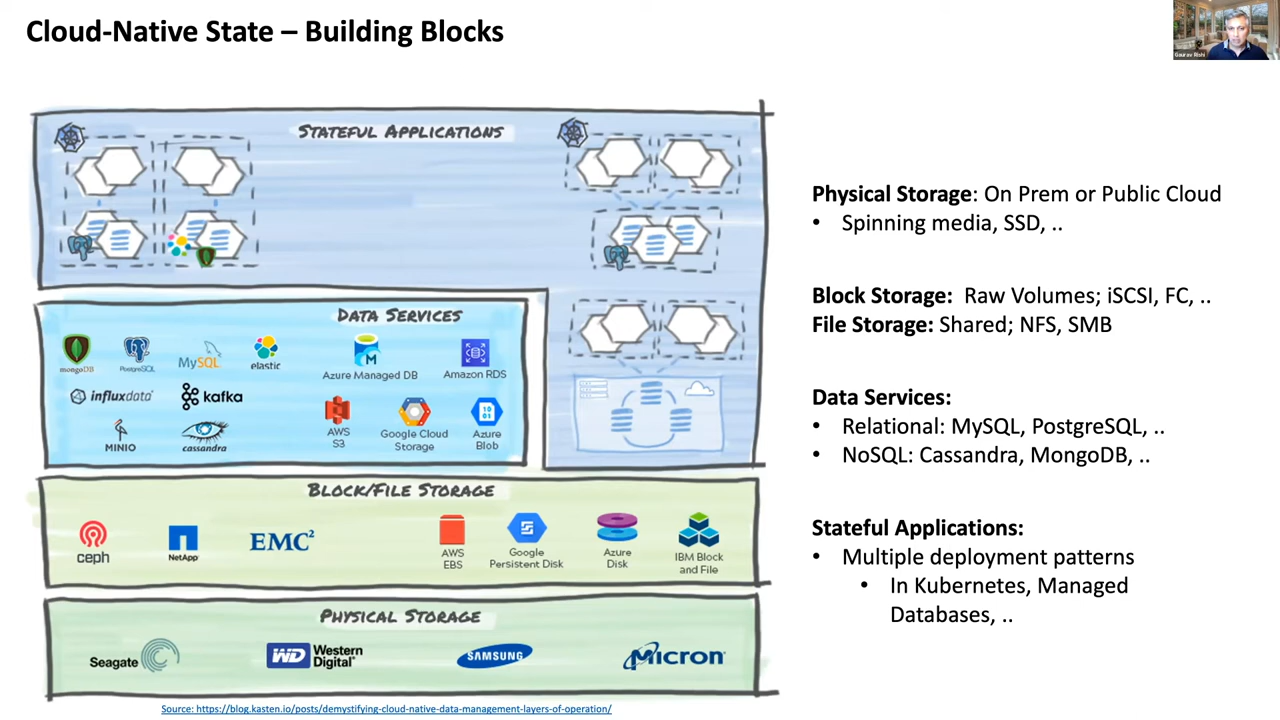 Cloud-Native State – Building Blocks
Gaurav Rishi
STATEFUL APPLICATIONS
DATA SERVICES
mongoDB
PostgreSQL
MySQL
elastic
Azure Managed DB
Amazon RDS
influxdata
kafka
MINIO
cassandra
AWS
S3
Google Cloud
Storage
10
01
Azure
Blob
BLOCK/FILE STORAGE
ceph
NetApp
EMC²
AWS
EBS
Google
Persistent Disk
Azure
Disk
IBM Block
and File
PHYSICAL STORAGE
Seagate
WD Western
Digital®
SAMSUNG
Micron
Source: https://blog.kasten.io/posts/demystifying-cloud-native-data-management-layers-of-operation/
Physical Storage: On Prem or Public Cloud
• Spinning media, SSD, ..
Block Storage: Raw Volumes; iSCSI, FC, ..
File Storage: Shared; NFS, SMB
Data Services:
• Relational: MySQL, PostgreSQL, ..
• NoSQL: Cassandra, MongoDB, ..
Stateful Applications:
• Multiple deployment patterns
• In Kubernetes, Managed
Databases, ..